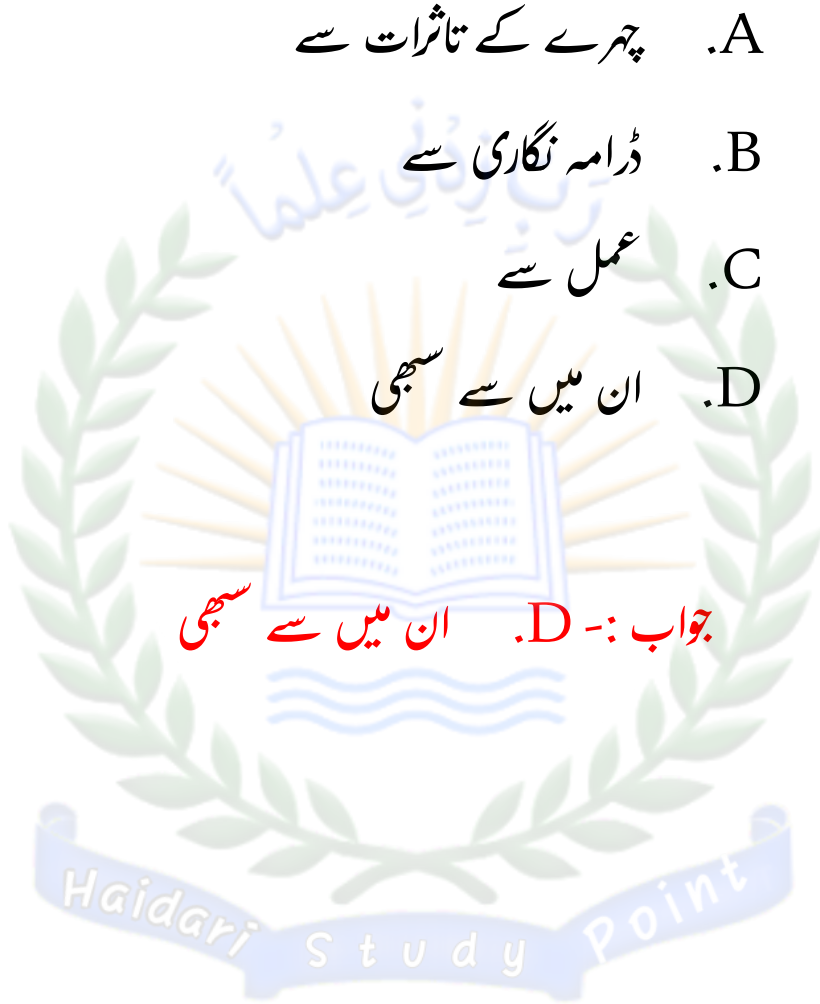 A. چہرے کے تاثرات سے
B. ڈرامہ نگاری سے
C. عمل سے
D. ان میں سے سبھی
جواب :- D. ان میں سے سبھی
رَبِّ زِدْنِي عِلْماً
Haidari Study Point